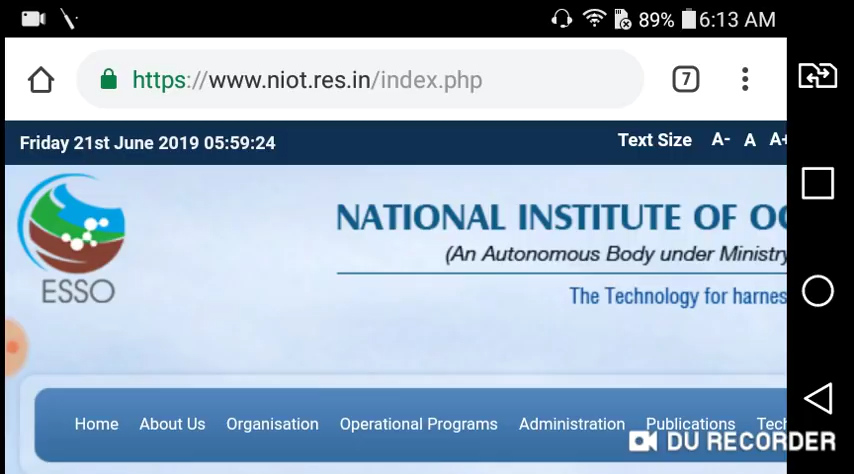 89% 6:13 AM
https://www.niot.res.in/index.php
7
Friday 21st June 2019 05:59:24
Text Size A- A A+
NATIONAL INSTITUTE OF OC
(An Autonomous Body under Ministry
The Technology for harnes
ESSO
Home About Us Organisation Operational Programs Administration Publications Tech
DU RECORDER